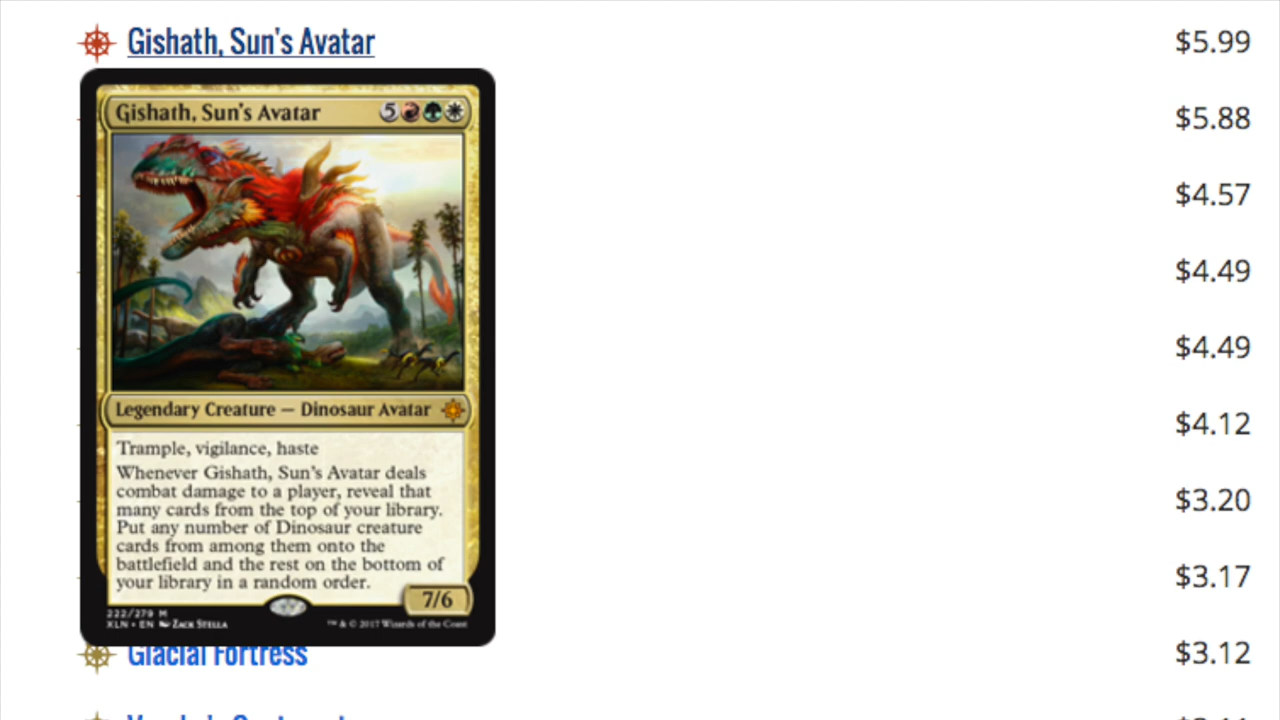 Gishath, Sun's Avatar $5.99
Gishath, Sun's Avatar 5
$5.88
$4.57
$4.49
$4.49
Legendary Creature — Dinosaur Avatar
$4.12
Trample, vigilance, haste
Whenever Gishath, Sun's Avatar deals
combat damage to a player, reveal that
many cards from the top of your library.
$3.20
Put any number of Dinosaur creature
cards from among them onto the
battlefield and the rest on the bottom of
your library in a random order.
$3.17
7/6
222/279 M
XLN • EN Zack Stella
™ & © 2017 Wizards of the Coast
Glacial Fortress $3.12